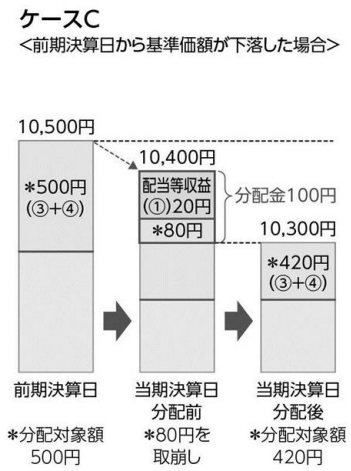 ケースC
＜前期決算日から基準価額が下落した場合＞
10,500円
10,400円
＊500円
(③+④)
配当等収益
(①)20円
＊80円
分配金100円
10,300円
＊420円
(③+④)
前期決算日
当期決算日
分配前
当期決算日
分配後
＊分配対象額
500円
＊80円を
取崩し
＊分配対象額
420円